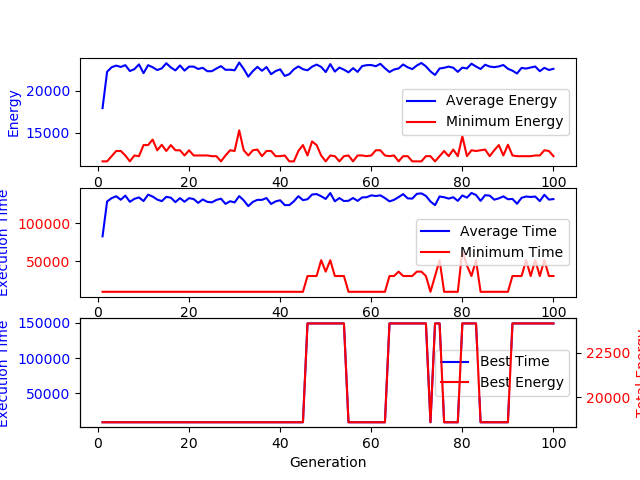 20000
15000
Energy
Average Energy
Minimum Energy
0 20 40 60 80 100
100000
50000
Execution Time
Average Time
Minimum Time
0 20 40 60 80 100
150000
100000
50000
Execution Time
Best Time
Best Energy
22500
20000
Total Energy
0 20 40 60 80 100
Generation